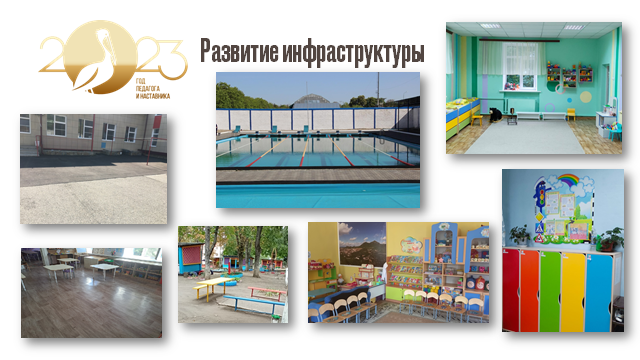 2023
ГОД
ПЕДАГОГА
И НАСТАВНИКА
Развитие инфраструктуры